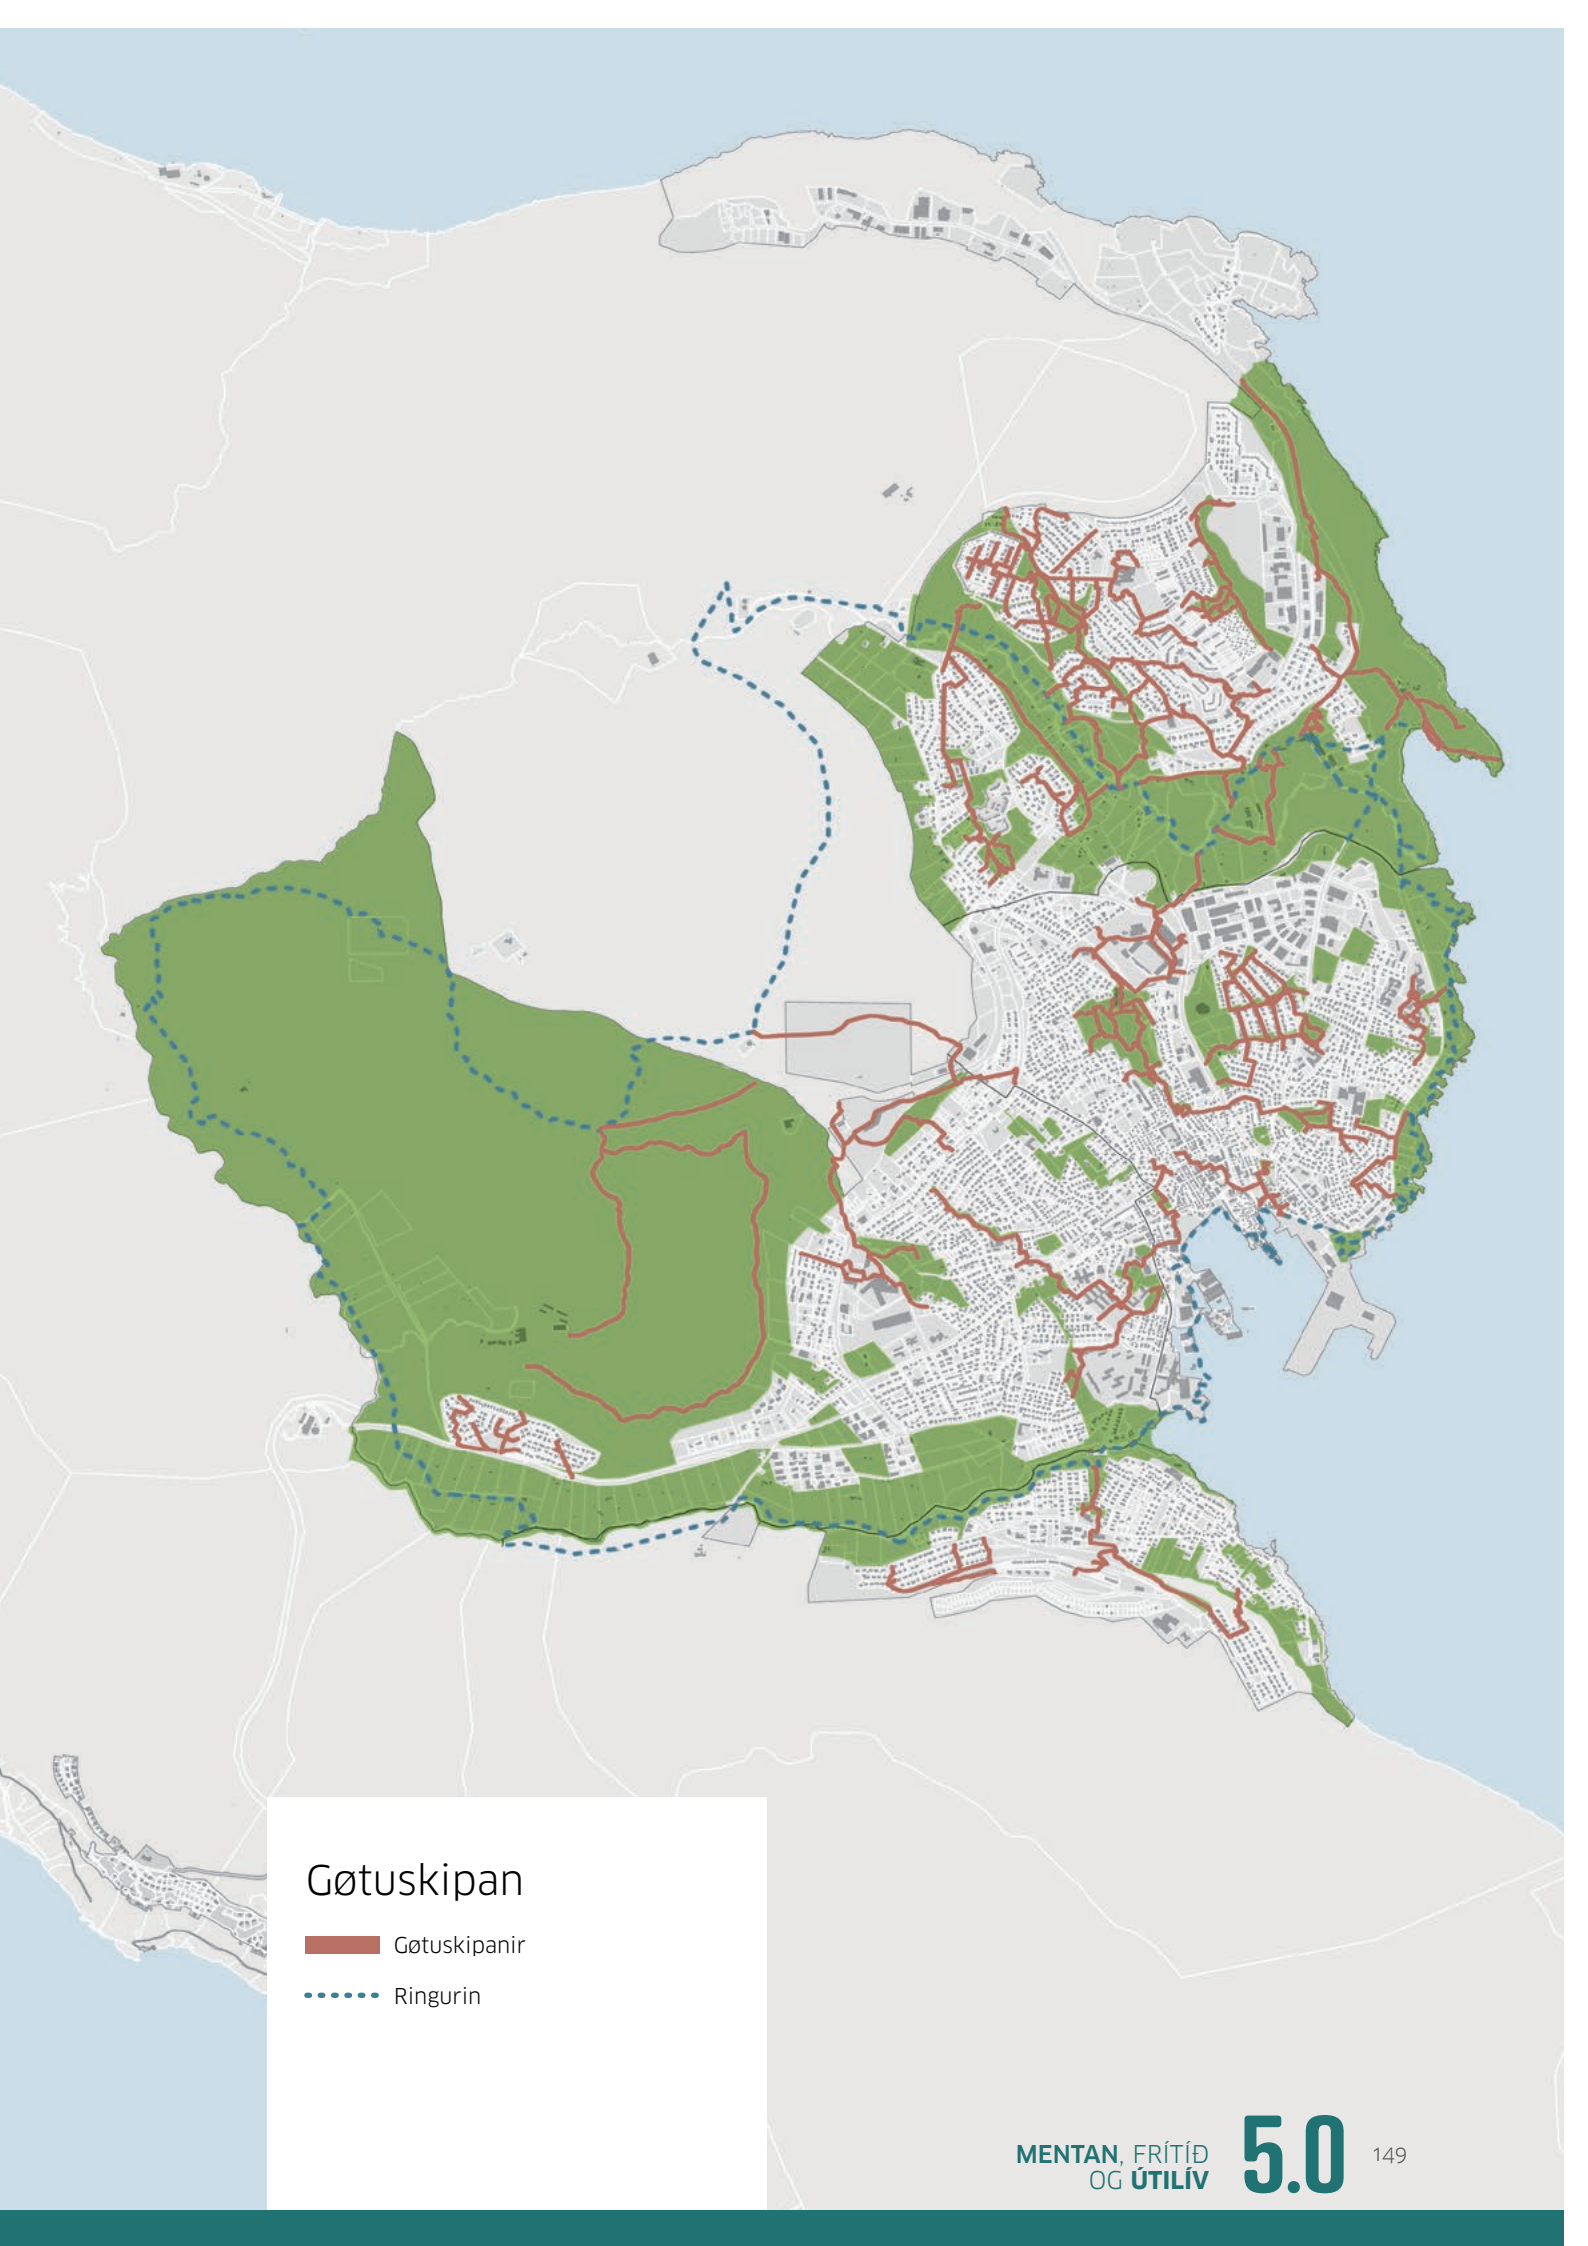 Gøtuskipan
Gøtuskipanir
Ringurin
MENTAN, FRÍTÍÐ
OG ÚTILÍV
5.0
149